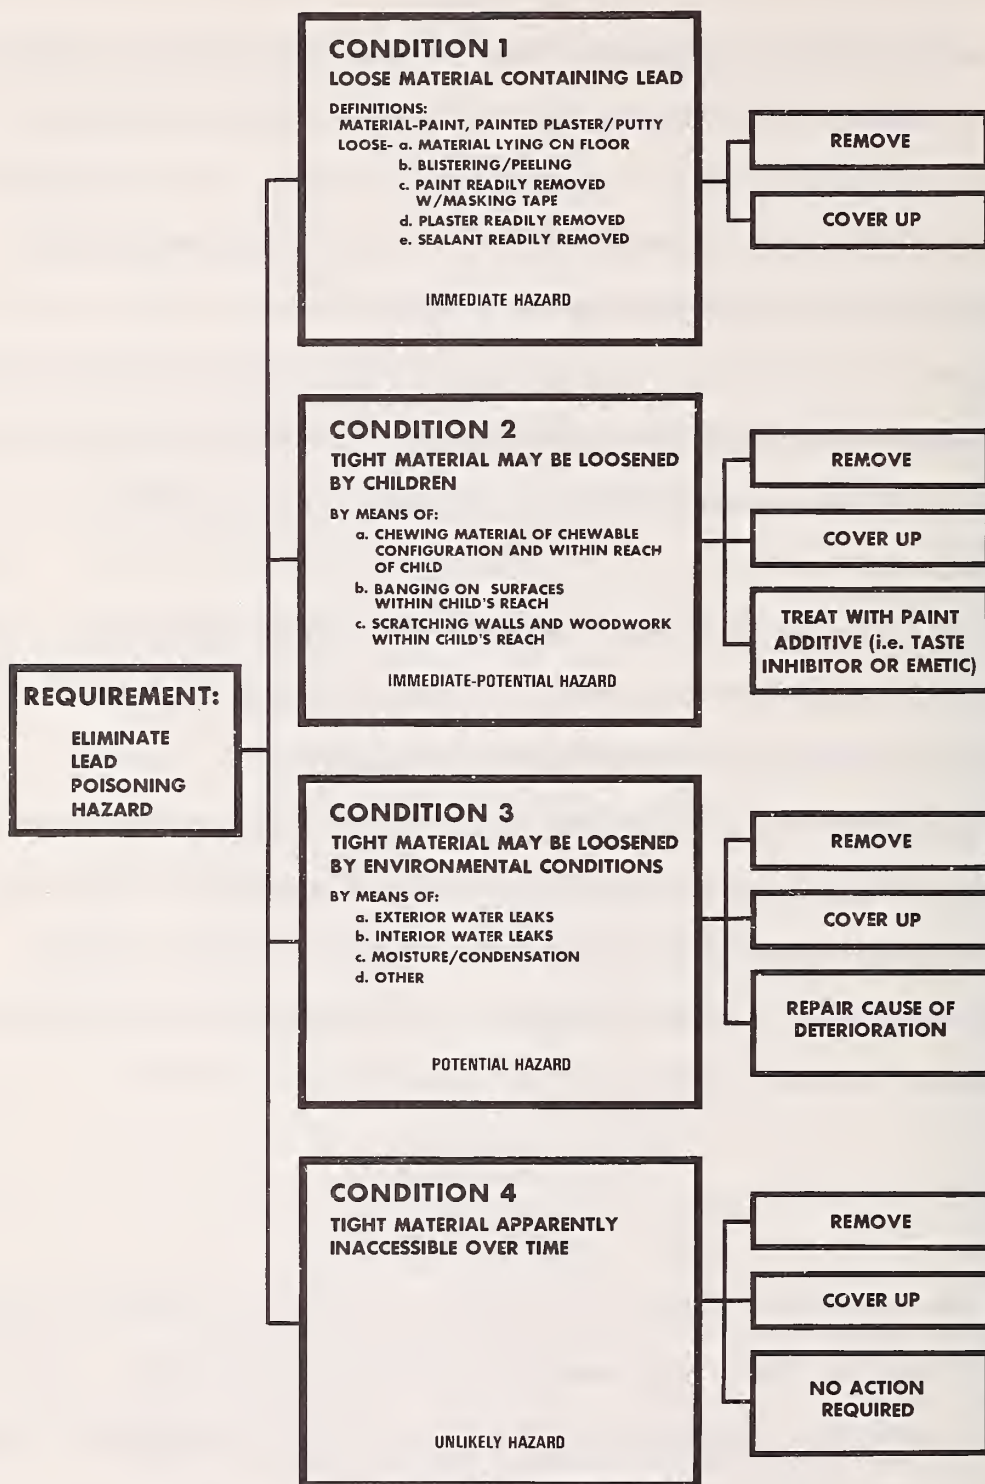 CONDITION 1
LOOSE MATERIAL CONTAINING LEAD
DEFINITIONS:
MATERIAL-PAINT, PAINTED PLASTER/PUTTY
LOOSE- a. MATERIAL LYING ON FLOOR
b. BLISTERING/PEELING
c. PAINT READILY REMOVED
W/MASKING TAPE
d. PLASTER READILY REMOVED
e. SEALANT READILY REMOVED
IMMEDIATE HAZARD
REMOVE
COVER UP
CONDITION 2
TIGHT MATERIAL MAY BE LOOSENED
BY CHILDREN
BY MEANS OF:
a. CHEWING MATERIAL OF CHEWABLE
CONFIGURATION AND WITHIN REACH
OF CHILD
b. BANGING ON SURFACES
WITHIN CHILD'S REACH
c. SCRATCHING WALLS AND WOODWORK
WITHIN CHILD'S REACH
IMMEDIATE-POTENTIAL HAZARD
REMOVE
COVER UP
TREAT WITH PAINT
ADDITIVE (i.e. TASTE
INHIBITOR OR EMETIC)
REQUIREMENT:
ELIMINATE
LEAD
POISONING
HAZARD
CONDITION 3
TIGHT MATERIAL MAY BE LOOSENED
BY ENVIRONMENTAL CONDITIONS
BY MEANS OF:
a. EXTERIOR WATER LEAKS
b. INTERIOR WATER LEAKS
c. MOISTURE/CONDENSATION
d. OTHER
POTENTIAL HAZARD
REMOVE
COVER UP
REPAIR CAUSE OF
DETERIORATION
CONDITION 4
TIGHT MATERIAL APPARENTLY
INACCESSIBLE OVER TIME
UNLIKELY HAZARD
REMOVE
COVER UP
NO ACTION
REQUIRED